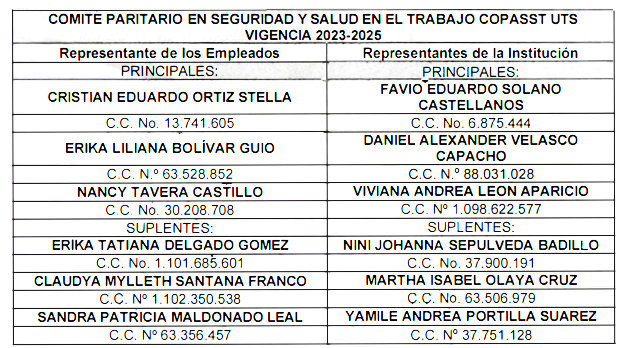 COMITE PARITARIO EN SEGURIDAD Y SALUD EN EL TRABAJO COPASST UTS
VIGENCIA 2023-2025
Representante de los Empleados Representantes de la Institución
PRINCIPALES: PRINCIPALES:
CRISTIAN EDUARDO ORTIZ STELLA FAVIO EDUARDO SOLANO CASTELLANOS
C.C. No. 13.741.605 C.C. No. 6.875.444
ERIKA LILIANA BOLÍVAR GUIO DANIEL ALEXANDER VELASCO CAPACHO
C.C. N.º 63.528.852 C.C. N.º 88.031.028
NANCY TAVERA CASTILLO VIVIANA ANDREA LEON APARICIO
C.C. No. 30.208.708 C.C. Nº 1.098.622.577
SUPLENTES: SUPLENTES:
ERIKA TATIANA DELGADO GOMEZ NINI JOHANNA SEPULVEDA BADILLO
C.C. No. 1.101.685.601 C.C. No. 37.900.191
CLAUDYA MYLLETH SANTANA FRANCO MARTHA ISABEL OLAYA CRUZ
C.C. Nº 1.102.350.538 C.C. No. 63.506.979
SANDRA PATRICIA MALDONADO LEAL YAMILE ANDREA PORTILLA SUAREZ
C.C. Nº 63.356.457 C.C. Nº 37.751.128